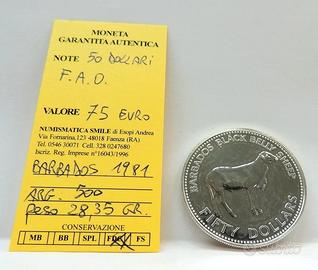 MONETA
GARANTITA AUTENTICA
NOTE 50 DOLLARI
F.A.O.
VALORE 75 EURO
NUMISMATICA SMILE di Esopi Andrea
Via Fornarina,123 48018 Faenza (RA)
Tel. 0546 30071 Cell. 328 0247680
Iscriz. Reg. Imprese n°16043/1996
BARBADOS 1981
ARG. 500
peso 28,35 GR.
CONSERVAZIONE
MB BB SPL FDC FS
BARBADOS BLACK BELLY SHEEP
FIFTY DOLLARS
subito